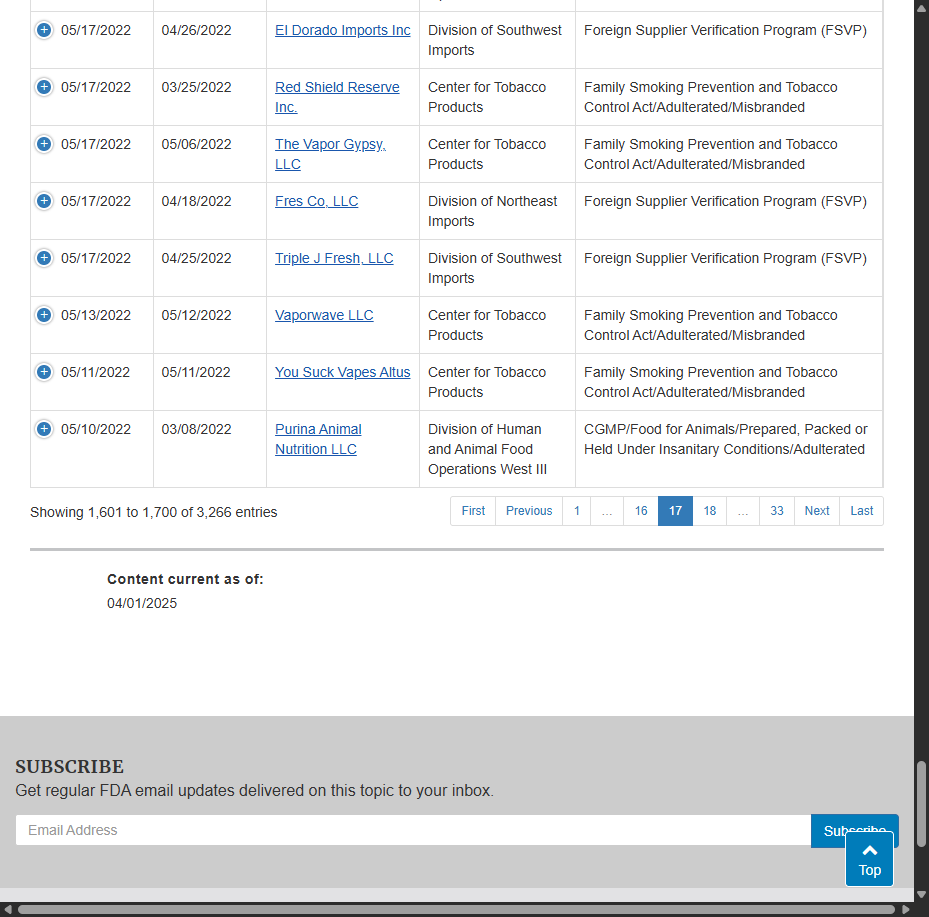 05/17/2022 04/26/2022 El Dorado Imports Inc Division of Southwest Foreign Supplier Verification Program (FSVP)
Imports
05/17/2022 03/25/2022 Red Shield Reserve Center for Tobacco Family Smoking Prevention and Tobacco
Inc. Products Control Act/Adulterated/Misbranded
05/17/2022 05/06/2022 The Vapor Gypsy, Center for Tobacco Family Smoking Prevention and Tobacco
LLC Products Control Act/Adulterated/Misbranded
05/17/2022 04/18/2022 Fres Co, LLC Division of Northeast Foreign Supplier Verification Program (FSVP)
Imports
05/17/2022 04/25/2022 Triple J Fresh, LLC Division of Southwest Foreign Supplier Verification Program (FSVP)
Imports
05/13/2022 05/12/2022 Vaporwave LLC Center for Tobacco Family Smoking Prevention and Tobacco
Products Control Act/Adulterated/Misbranded
05/11/2022 05/11/2022 You Suck Vapes Altus Center for Tobacco Family Smoking Prevention and Tobacco
Products Control Act/Adulterated/Misbranded
05/10/2022 03/08/2022 Purina Animal Division of Human CGMP/Food for Animals/Prepared, Packed or
Nutrition LLC and Animal Food Held Under Insanitary Conditions/Adulterated
Operations West III
Showing 1,601 to 1,700 of 3,266 entries First Previous 1 … 16 17 18 … 33 Next Last
Content current as of:
04/01/2025
SUBSCRIBE
Get regular FDA email updates delivered on this topic to your inbox.
Email Address Subscribe
Top